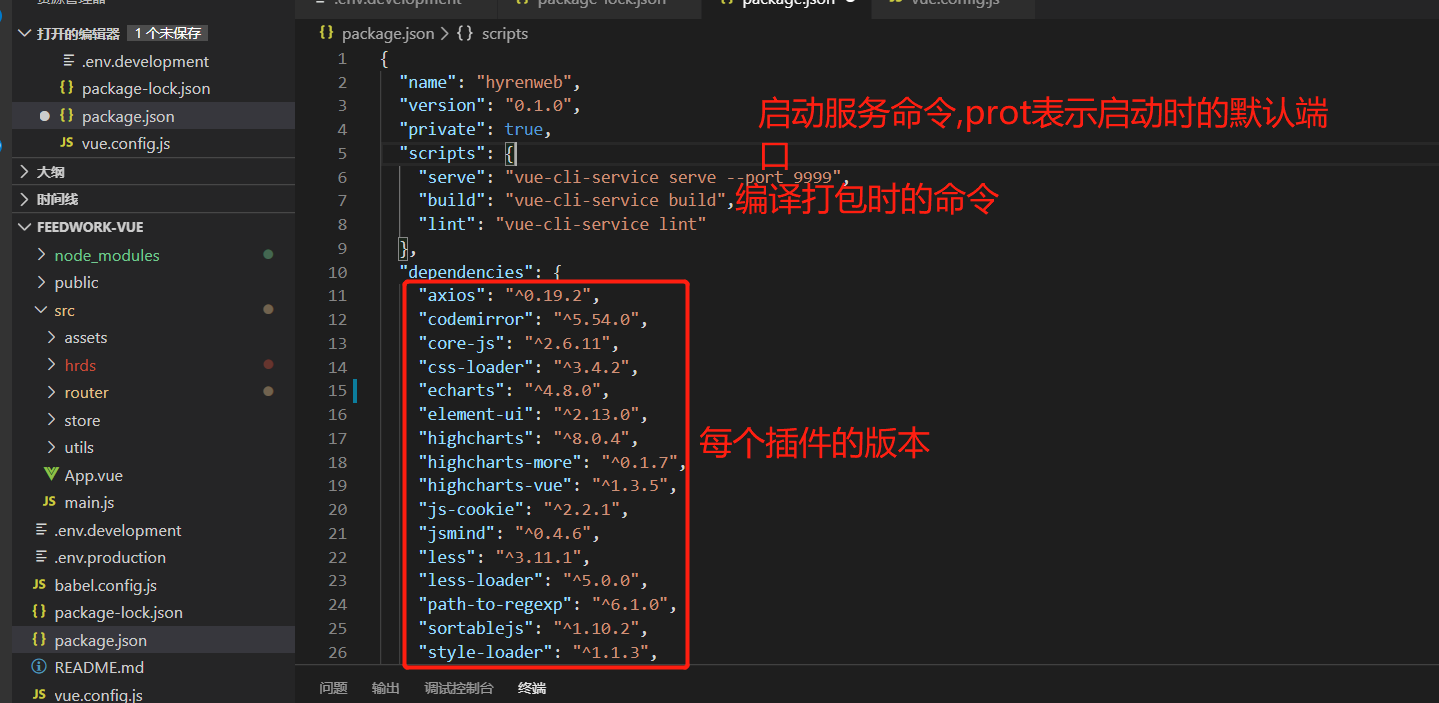 资源管理器
.env.development
package-lock.json
package.json
vue.config.js
打开的编辑器 1 个未保存
.env.development
package-lock.json
package.json
vue.config.js
大纲
时间线
FEEDWORK-VUE
node_modules
public
src
assets
hrds
router
store
utils
App.vue
main.js
.env.development
.env.production
babel.config.js
package-lock.json
package.json
README.md
vue.config.js
package.json > {} scripts
1 {
2 "name": "hyrenweb",
3 "version": "0.1.0",
4 "private": true,
5 "scripts": {
6 "serve": "vue-cli-service serve --port 9999",
7 "build": "vue-cli-service build",
8 "lint": "vue-cli-service lint"
9 },
10 "dependencies": {
11 "axios": "^0.19.2",
12 "codemirror": "^5.54.0",
13 "core-js": "^2.6.11",
14 "css-loader": "^3.4.2",
15 "echarts": "^4.8.0",
16 "element-ui": "^2.13.0",
17 "highcharts": "^8.0.4",
18 "highcharts-more": "^0.1.7",
19 "highcharts-vue": "^1.3.5",
20 "js-cookie": "^2.2.1",
21 "jsmind": "^0.4.6",
22 "less": "^3.11.1",
23 "less-loader": "^5.0.0",
24 "path-to-regexp": "^6.1.0",
25 "sortablejs": "^1.10.2",
26 "style-loader": "^1.1.3",
启动服务命令,prot表示启动时的默认端
口
编译打包时的命令
每个插件的版本
问题 输出 调试控制台 终端